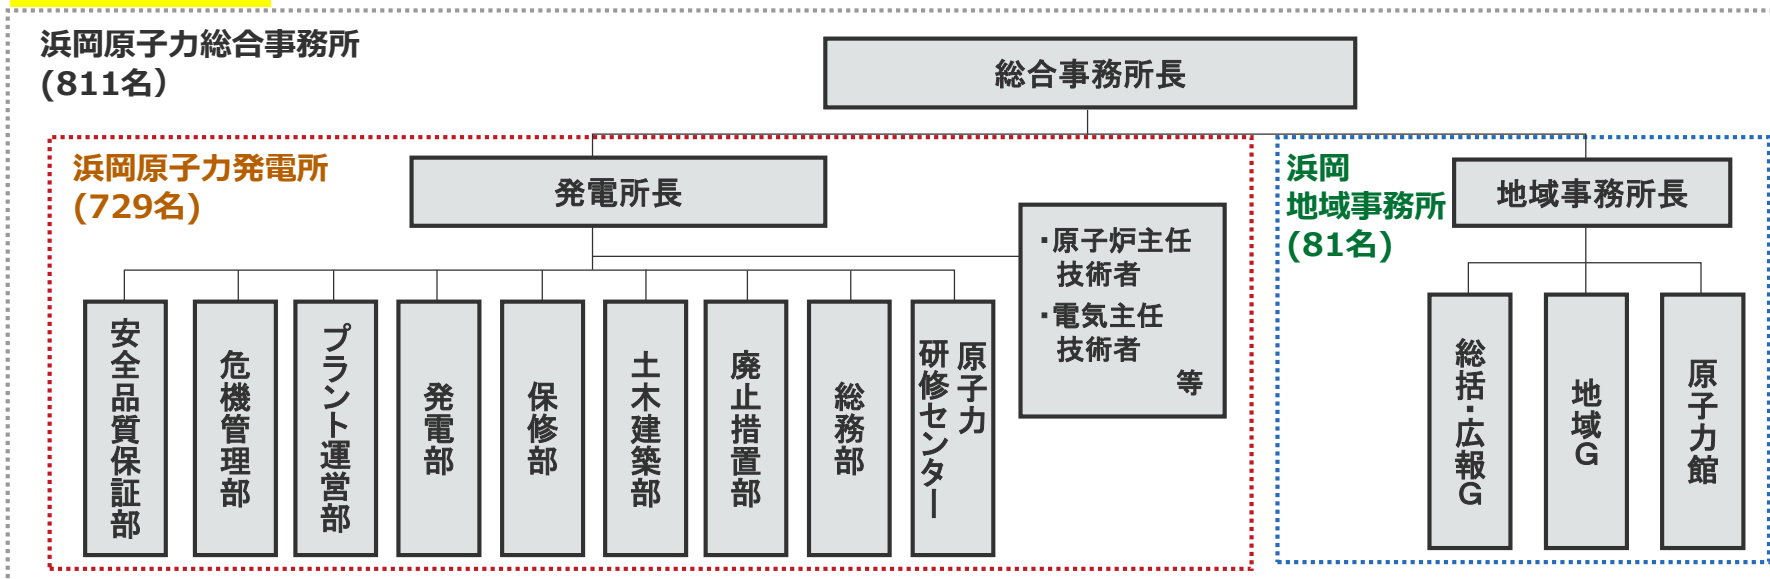 浜岡原子力総合事務所
(811名)
総合事務所長
浜岡原子力発電所
(729名)
発電所長
・原子炉主任
技術者
・電気主任
技術者
等
安全品質保証部
危機管理部
プラント運営部
発電部
保修部
土木建築部
廃止措置部
総務部
原子力
研修センター
浜岡
地域事務所
(81名)
地域事務所長
総括・広報G
地域G
原子力館